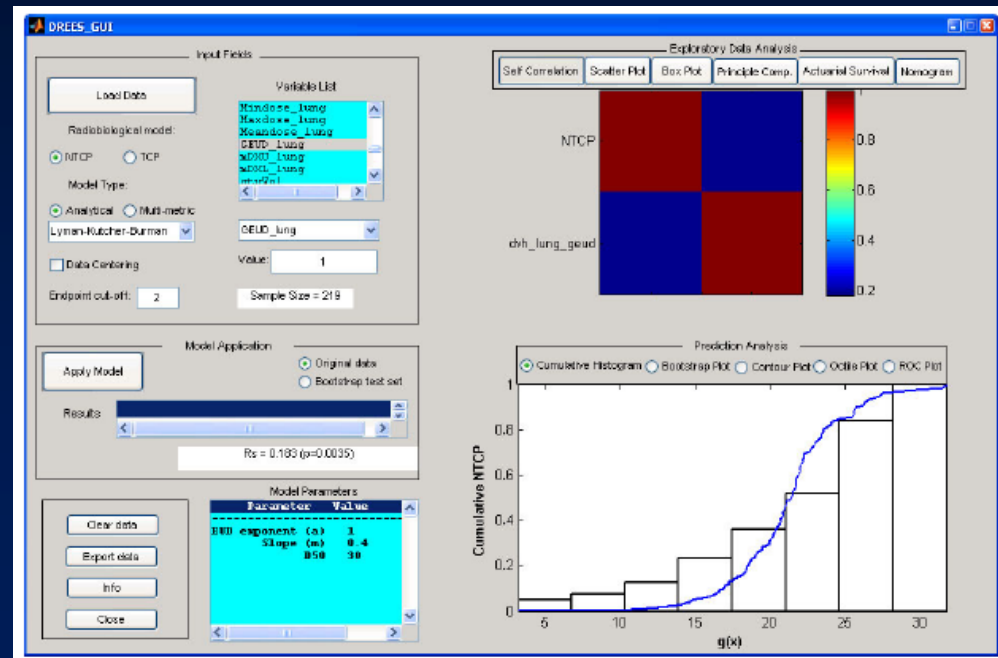 DREES_GUI
Input Fields
Load Data
Variable List
Mindose_lung
Maxdose_lung
Meandose_lung
GEUD_lung
mDXU_lung
mDXL_lung
Radiobiological model:
NTCP
TCP
Model Type:
Analytical
Multi-metric
Lyman-Kutcher-Burman
GEUD_lung
Data Centering
Value:
1
Endpoint cut-off:
2
Sample Size = 219
Model Application
Apply Model
Original data
Bootstrap test set
Results
Rs = 0.183 (p=0.0035)
Clear data
Export data
Info
Close
Model Parameters
Parameter Value
EUD exponent (a) 1
Slope (m) 0.4
D50 30
Exploratory Data Analysis
Self Correlation
Scatter Plot
Box Plot
Principle Comp.
Actuarial Survival
Nomogram
NTCP
dvh_lung_geud
1
0.8
0.6
0.4
0.2
Prediction Analysis
Cumulative Histogram
Bootstrap Plot
Contour Plot
Octile Plot
ROC Plot
Cumulative NTCP
1
0.8
0.6
0.4
0.2
0
5 10 15 20 25 30
g(x)